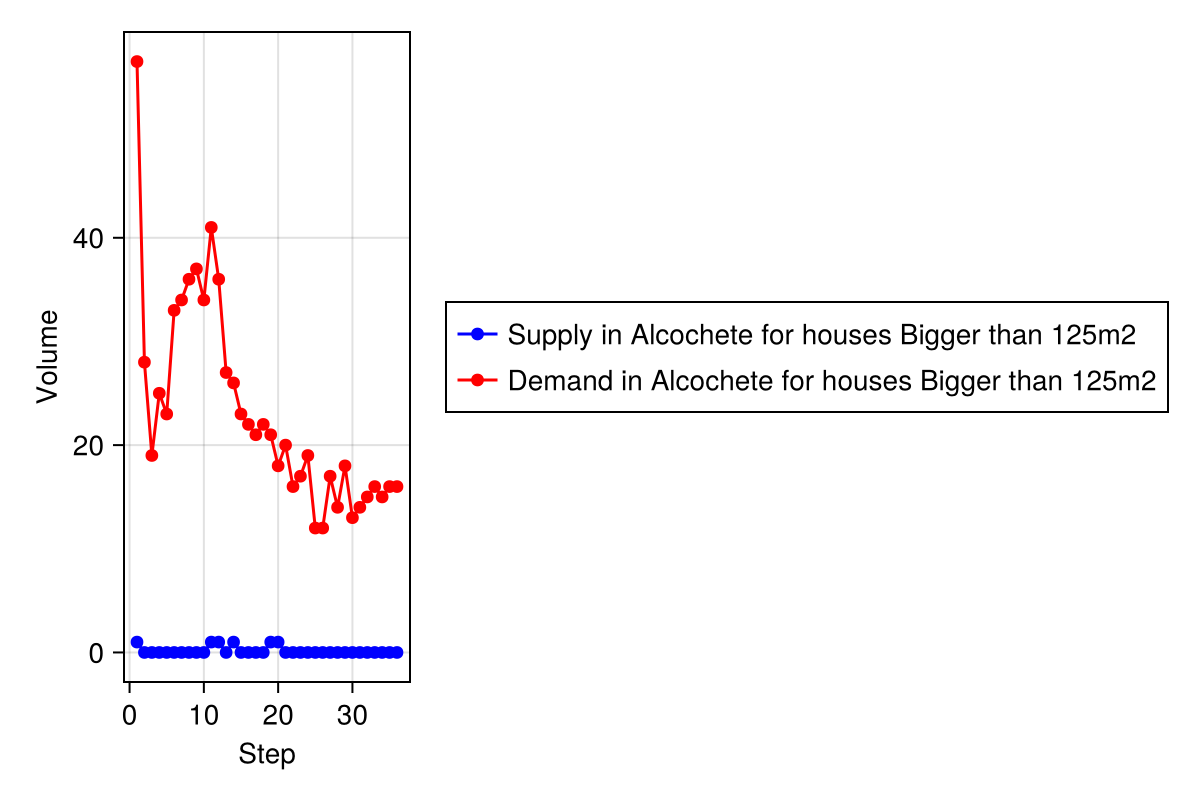 Volume
40
20
0
0 10 20 30
Step
Supply in Alcochete for houses Bigger than 125m2
Demand in Alcochete for houses Bigger than 125m2